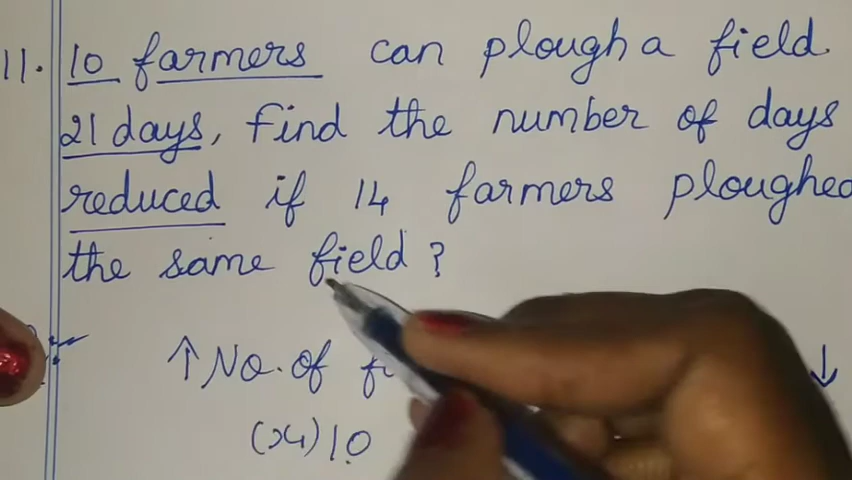 11. 10 farmers can plough a field
21 days, find the number of days
reduced if 14 farmers ploughed
the same field?
↑ No. of ↓
(x1) 10